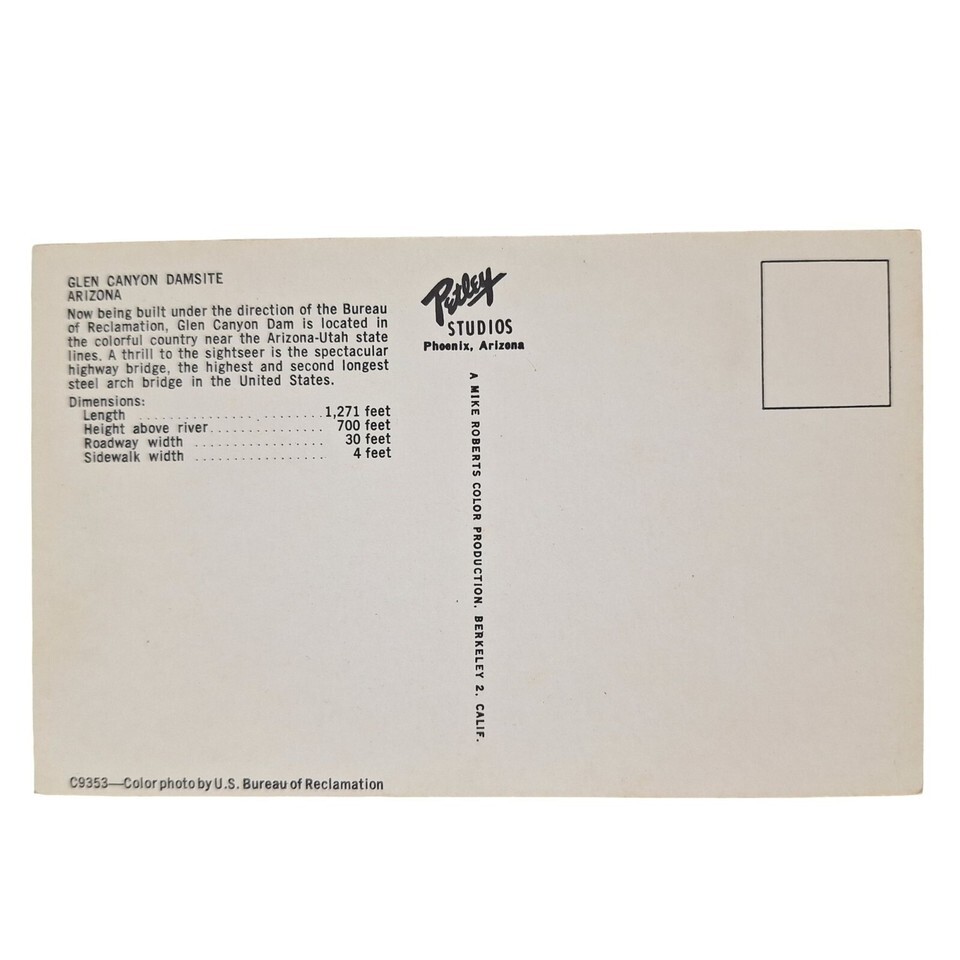 GLEN CANYON DAMSITE
ARIZONA
Now being built under the direction of the Bureau
of Reclamation, Glen Canyon Dam is located in
the colorful country near the Arizona-Utah state
lines. A thrill to the sightseer is the spectacular
highway bridge, the highest and second longest
steel arch bridge in the United States.
Dimensions:
Length ...................... 1,271 feet
Height above river............... 700 feet
Roadway width ................. 30 feet
Sidewalk width ................. 4 feet
C9353—Color photo by U.S. Bureau of Reclamation
Petley
STUDIOS
Phoenix, Arizona
A MIKE ROBERTS COLOR PRODUCTION, BERKELEY 2, CALIF.